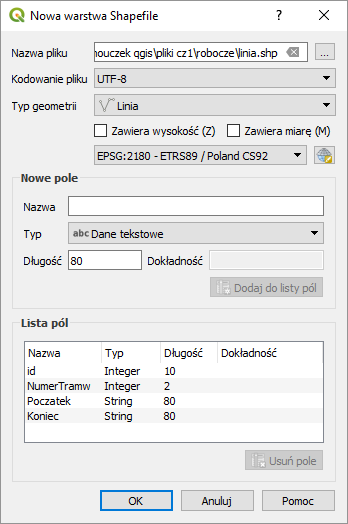 Nowa warstwa Shapefile
Nazwa pliku
nouczek qgis\pliki cz1\robocze\linia.shp
...
Kodowanie pliku
UTF-8
Typ geometrii
Linia
Zawiera wysokość (Z)
Zawiera miarę (M)
EPSG:2180 - ETRS89 / Poland CS92
Nowe pole
Nazwa
Typ
abc Dane tekstowe
Długość
80
Dokładność
Dodaj do listy pól
Lista pól
Nazwa Typ Długość Dokładność
id Integer 10
NumerTramw Integer 2
Poczatek String 80
Koniec String 80
Usuń pole
OK
Anuluj
Pomoc